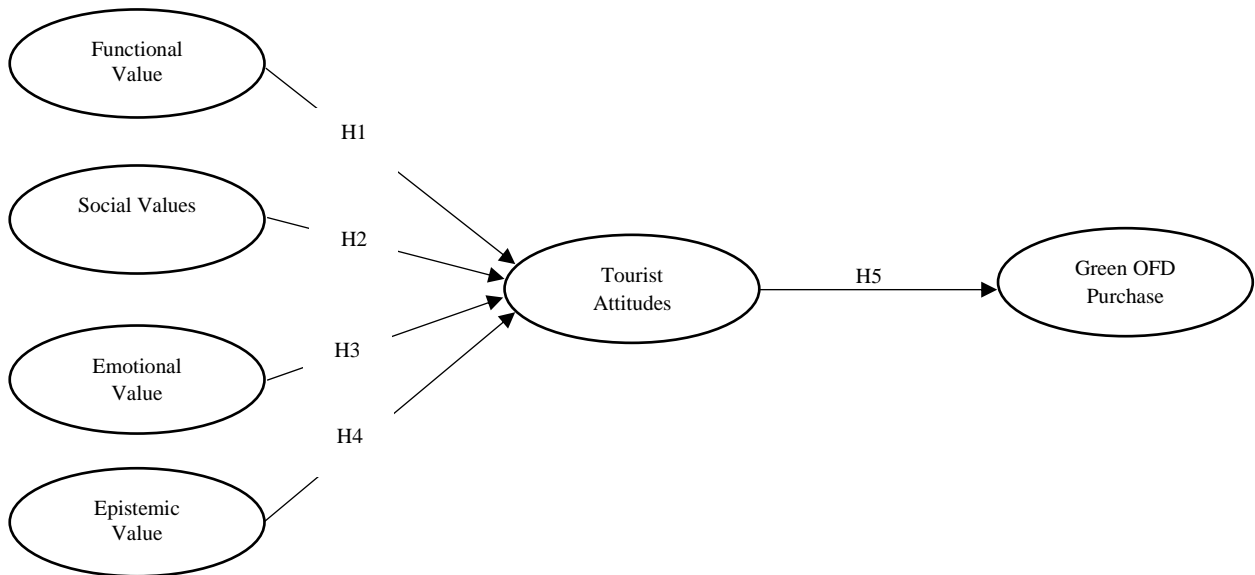 Functional
Value
H1
Social Values
H2
Tourist
Attitudes
H5
Green OFD
Purchase
Emotional
Value
H3
H4
Epistemic
Value